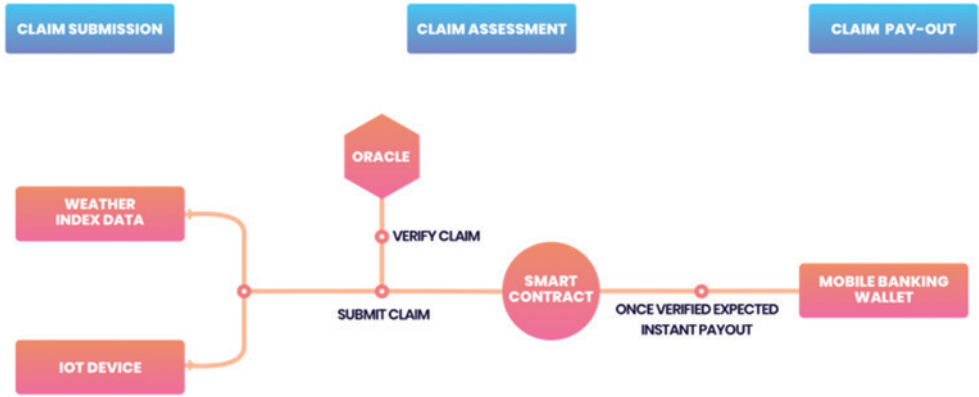 CLAIM SUBMISSION
CLAIM ASSESSMENT
CLAIM PAY-OUT
ORACLE
WEATHER
INDEX DATA
VERIFY CLAIM
SMART
CONTRACT
MOBILE BANKING
WALLET
SUBMIT CLAIM
ONCE VERIFIED EXPECTED
INSTANT PAYOUT
IOT DEVICE